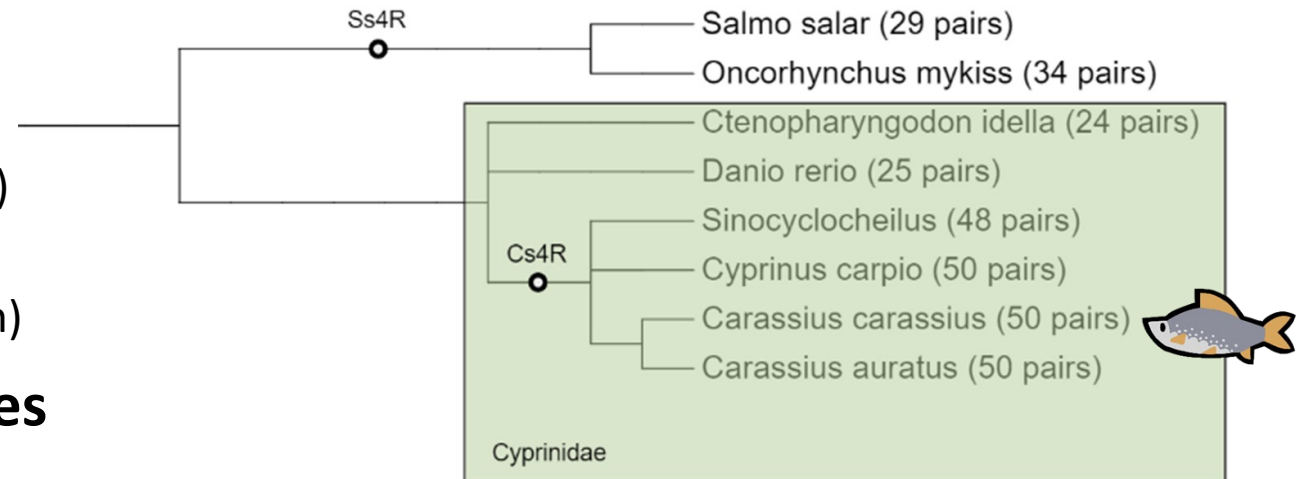 Ss4R
Salmo salar (29 pairs)
Oncorhynchus mykiss (34 pairs)
Ctenopharyngodon idella (24 pairs)
)
Danio rerio (25 pairs)
Sinocyclocheilus (48 pairs)
Cs4R
Cyprinus carpio (50 pairs)
n)
Carassius carassius (50 pairs)
Carassius auratus (50 pairs)
es
Cyprinidae